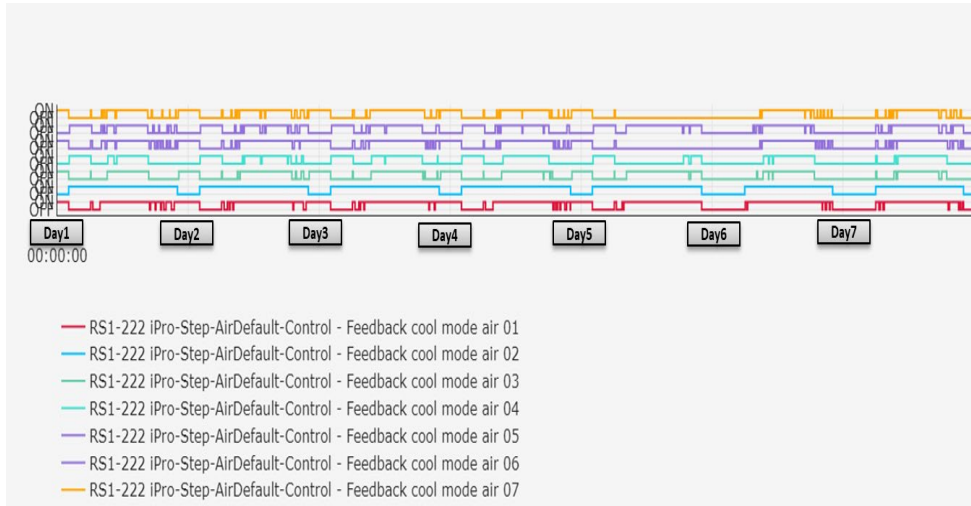 ON
OFF
Day1
Day2
Day3
Day4
Day5
Day6
Day7
00:00:00
RS1-222 iPro-Step-AirDefault-Control - Feedback cool mode air 01
RS1-222 iPro-Step-AirDefault-Control - Feedback cool mode air 02
RS1-222 iPro-Step-AirDefault-Control - Feedback cool mode air 03
RS1-222 iPro-Step-AirDefault-Control - Feedback cool mode air 04
RS1-222 iPro-Step-AirDefault-Control - Feedback cool mode air 05
RS1-222 iPro-Step-AirDefault-Control - Feedback cool mode air 06
RS1-222 iPro-Step-AirDefault-Control - Feedback cool mode air 07